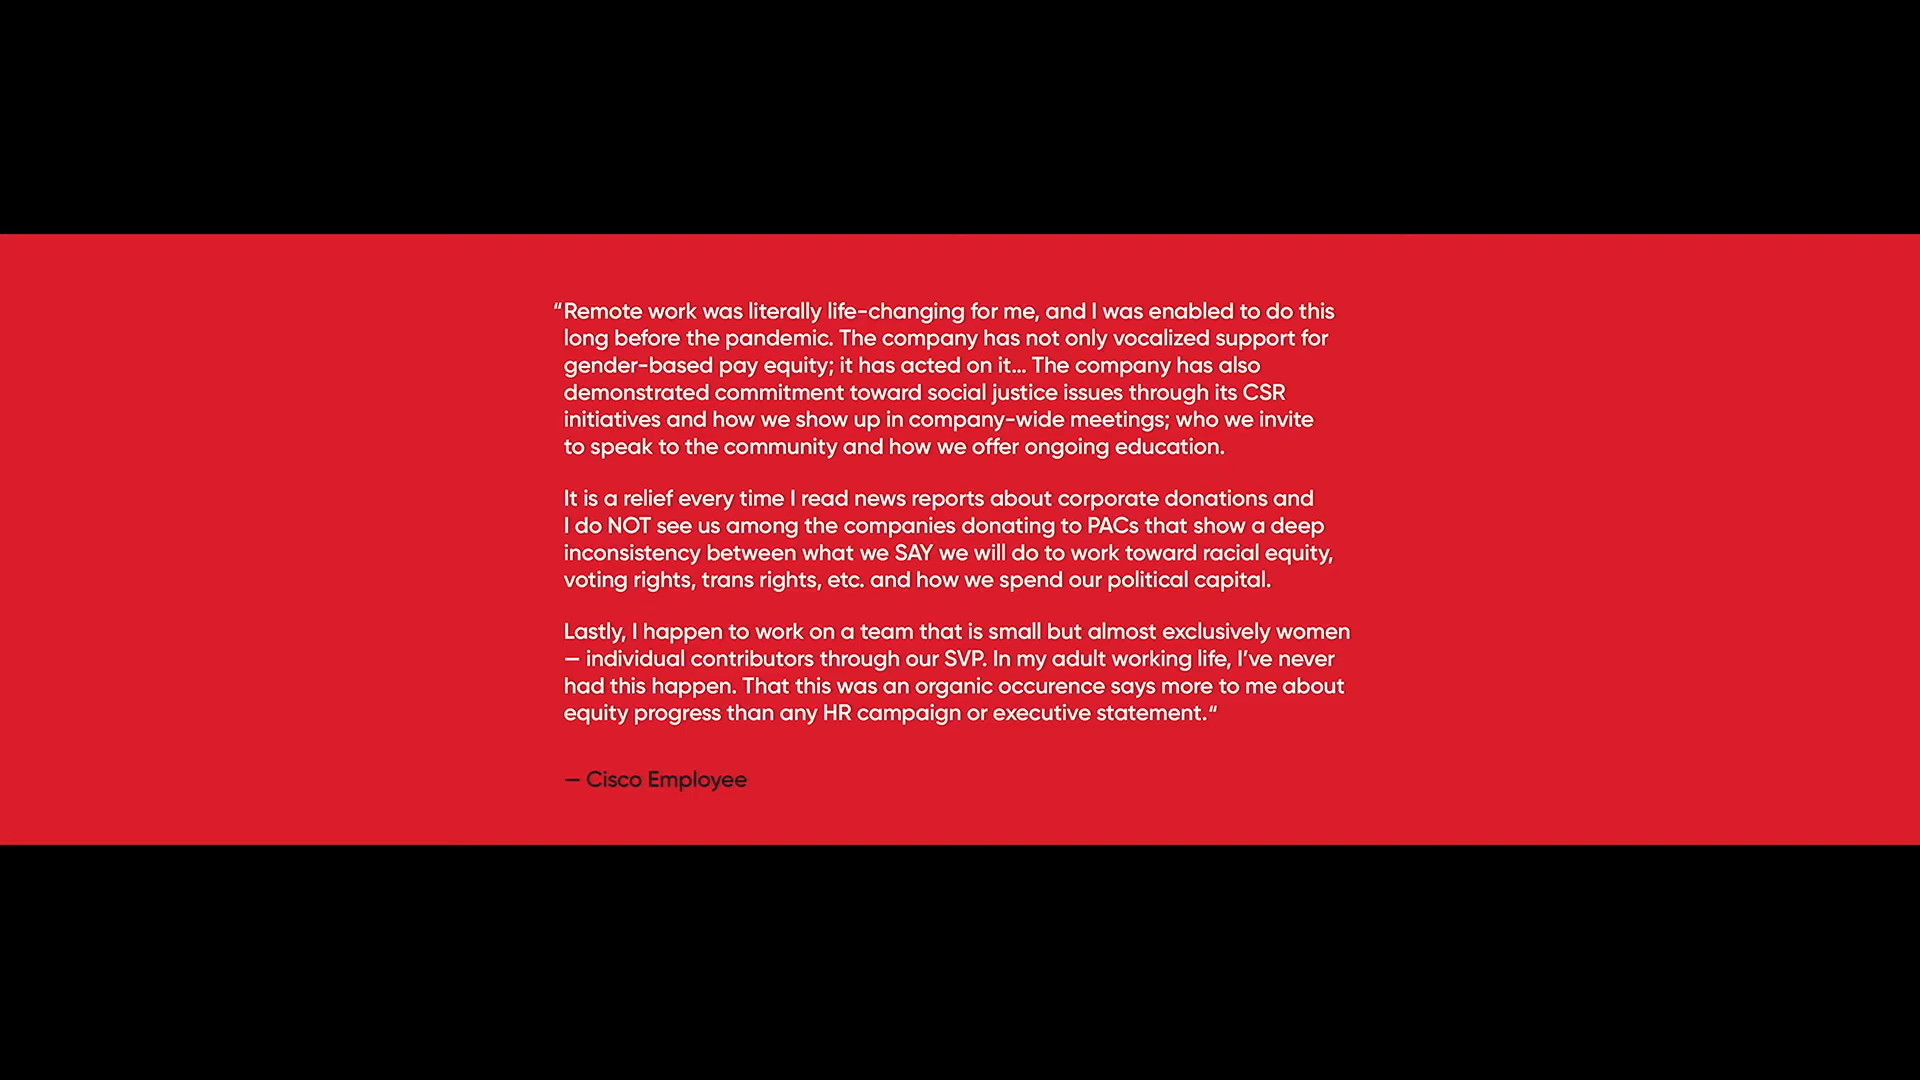 “Remote work was literally life-changing for me, and I was enabled to do this
long before the pandemic. The company has not only vocalized support for
gender-based pay equity; it has acted on it... The company has also
demonstrated commitment toward social justice issues through its CSR
initiatives and how we show up in company-wide meetings; who we invite
to speak to the community and how we offer ongoing education.
It is a relief every time I read news reports about corporate donations and
I do NOT see us among the companies donating to PACs that show a deep
inconsistency between what we SAY we will do to work toward racial equity,
voting rights, trans rights, etc. and how we spend our political capital.
Lastly, I happen to work on a team that is small but almost exclusively women
— individual contributors through our SVP. In my adult working life, I’ve never
had this happen. That this was an organic occurence says more to me about
equity progress than any HR campaign or executive statement.“
— Cisco Employee